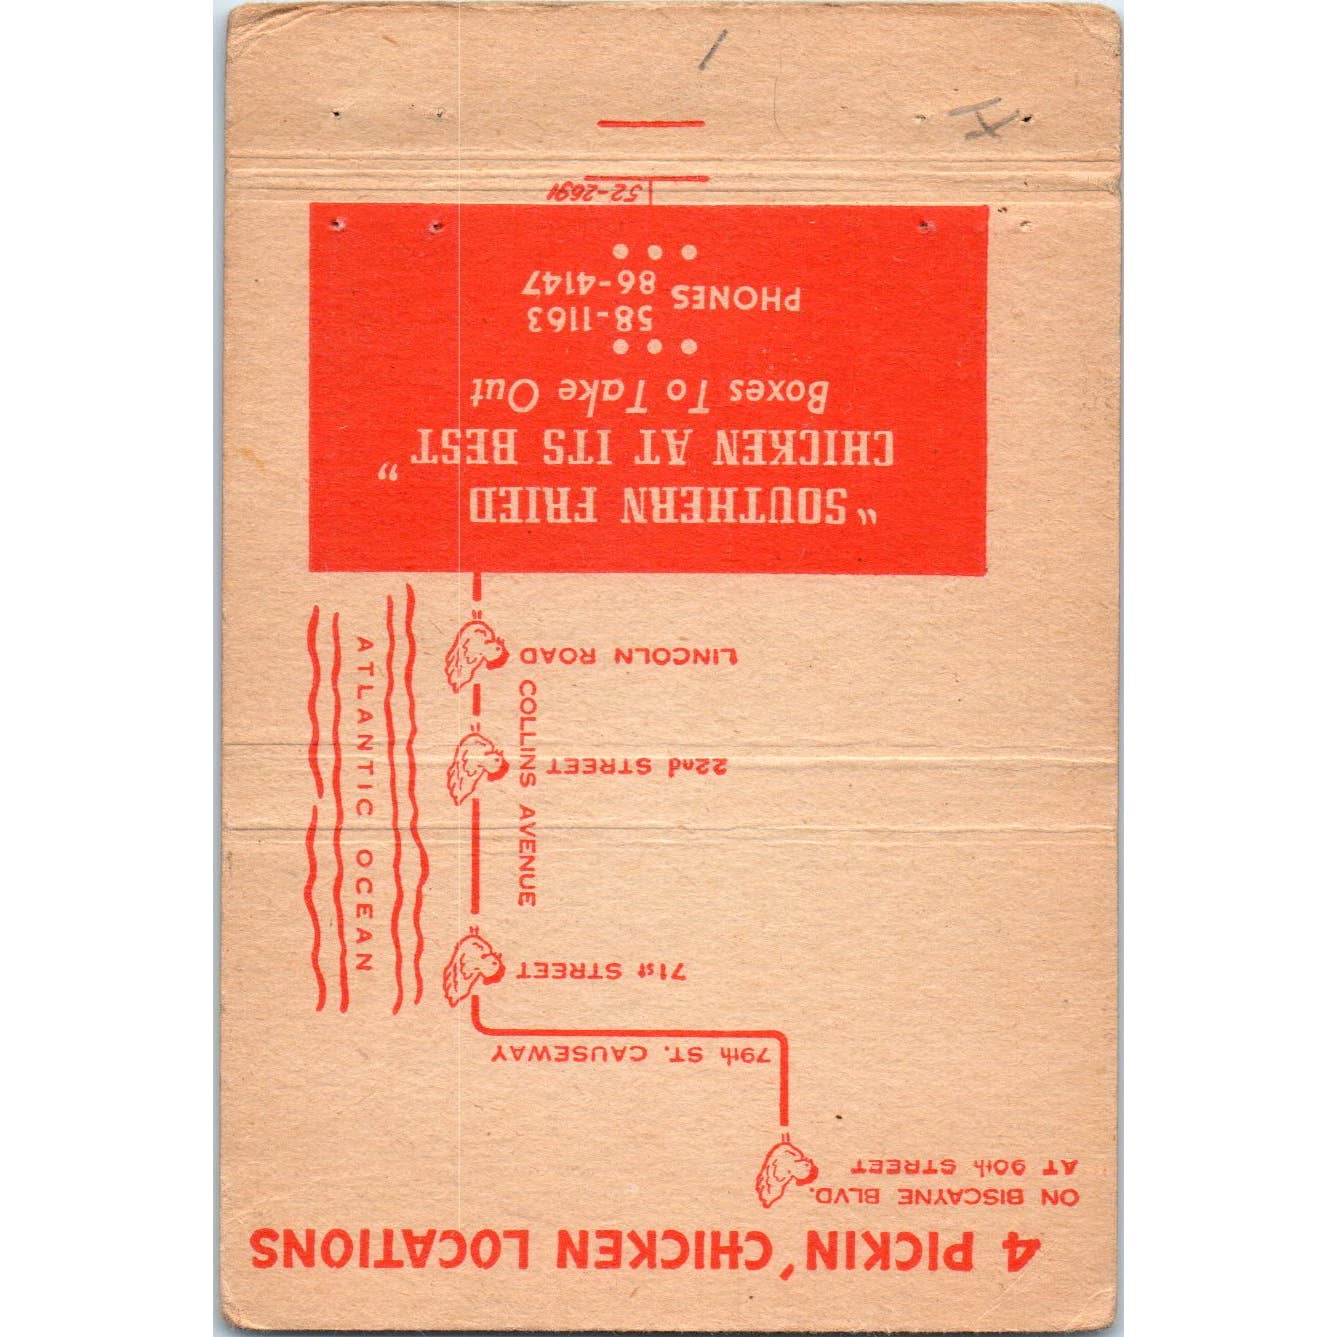 4 PICKIN' CHICKEN LOCATIONS
ON BISCAYNE BLVD.
AT 90th STREET
79th ST. CAUSEWAY
71st STREET
COLLINS AVENUE
22nd STREET
LINCOLN ROAD
ATLANTIC OCEAN
"SOUTHERN FRIED
CHICKEN AT ITS BEST"
Boxes To Take Out
PHONES 58-1163
86-4147
52-2691